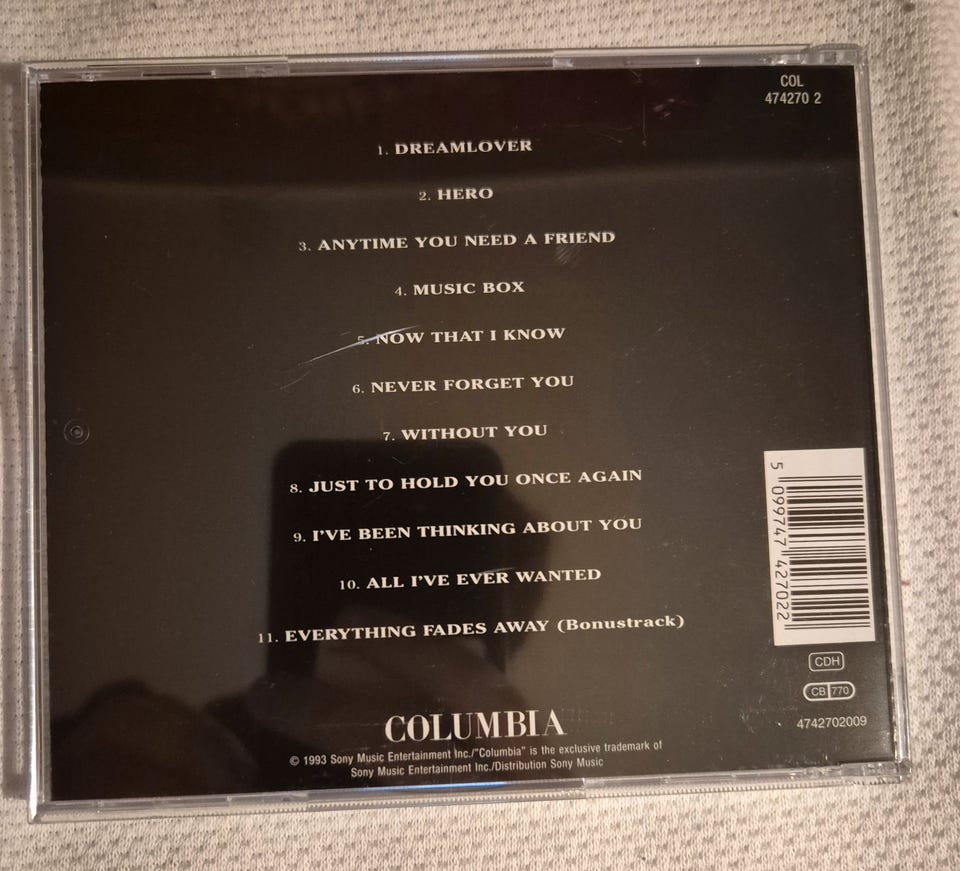 COL
474270 2
1. DREAMLOVER
2. HERO
3. ANYTIME YOU NEED A FRIEND
4. MUSIC BOX
5. NOW THAT I KNOW
6. NEVER FORGET YOU
7. WITHOUT YOU
8. JUST TO HOLD YOU ONCE AGAIN
9. I'VE BEEN THINKING ABOUT YOU
10. ALL I'VE EVER WANTED
11. EVERYTHING FADES AWAY (Bonustrack)
5 099747 427022
CDH
CB 770
4742702009
COLUMBIA
© 1993 Sony Music Entertainment Inc./"Columbia" is the exclusive trademark of
Sony Music Entertainment Inc./Distribution Sony Music